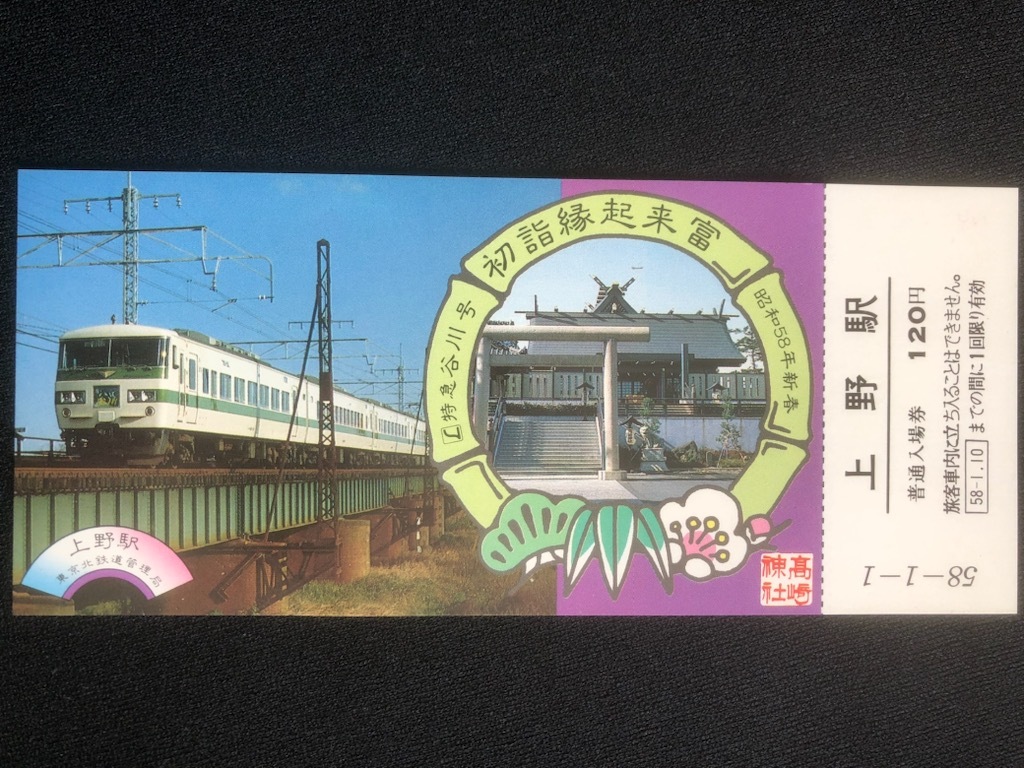 初詣縁起来富
L特急谷川号
昭和58年新春
上野駅
東京北鉄道管理局
高崎
神社
上野駅
普通入場券 120円
旅客車内に立ち入ることはできません。
58-1.10 までの間に1回限り有効
58-1-1